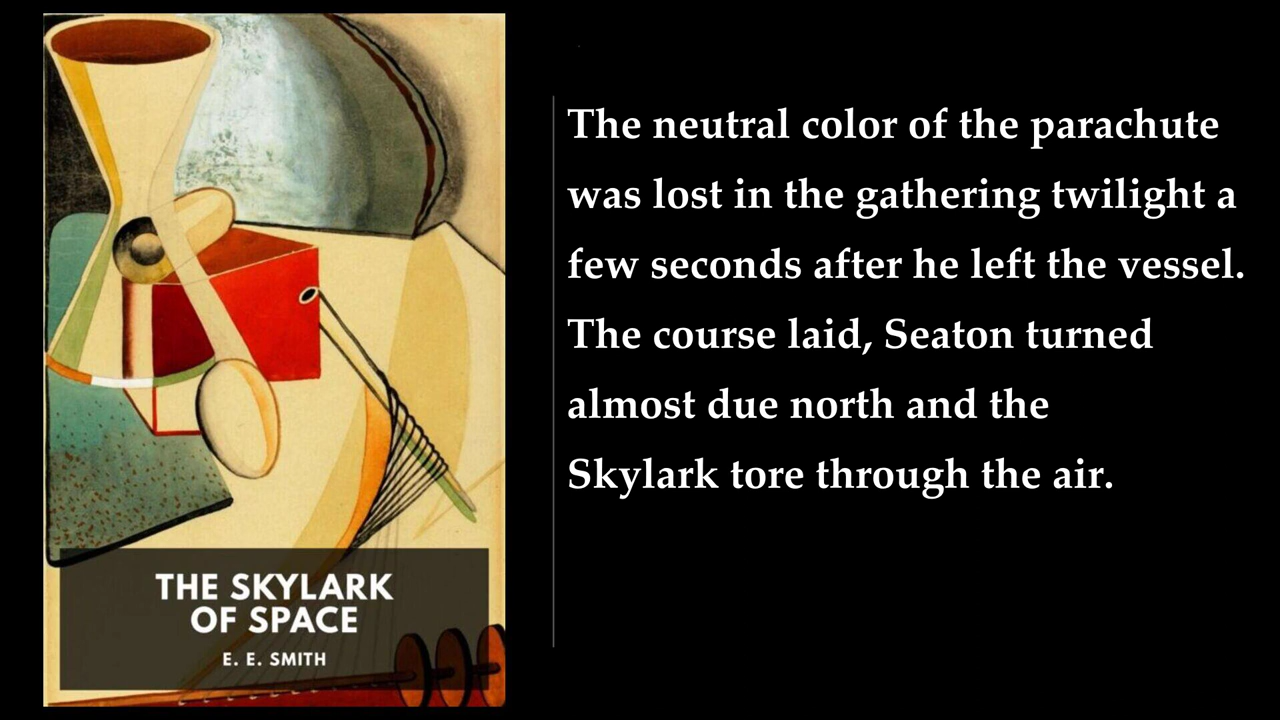 THE SKYLARK
OF SPACE
E. E. SMITH
The neutral color of the parachute
was lost in the gathering twilight a
few seconds after he left the vessel.
The course laid, Seaton turned
almost due north and the
Skylark tore through the air.